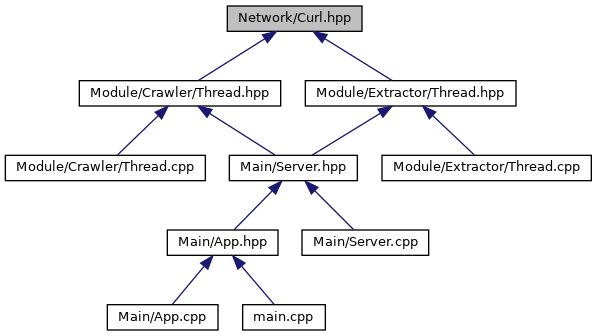 Network/Curl.hpp
Module/Crawler/Thread.hpp
Module/Extractor/Thread.hpp
Module/Crawler/Thread.cpp
Main/Server.hpp
Module/Extractor/Thread.cpp
Main/App.hpp
Main/Server.cpp
Main/App.cpp
main.cpp